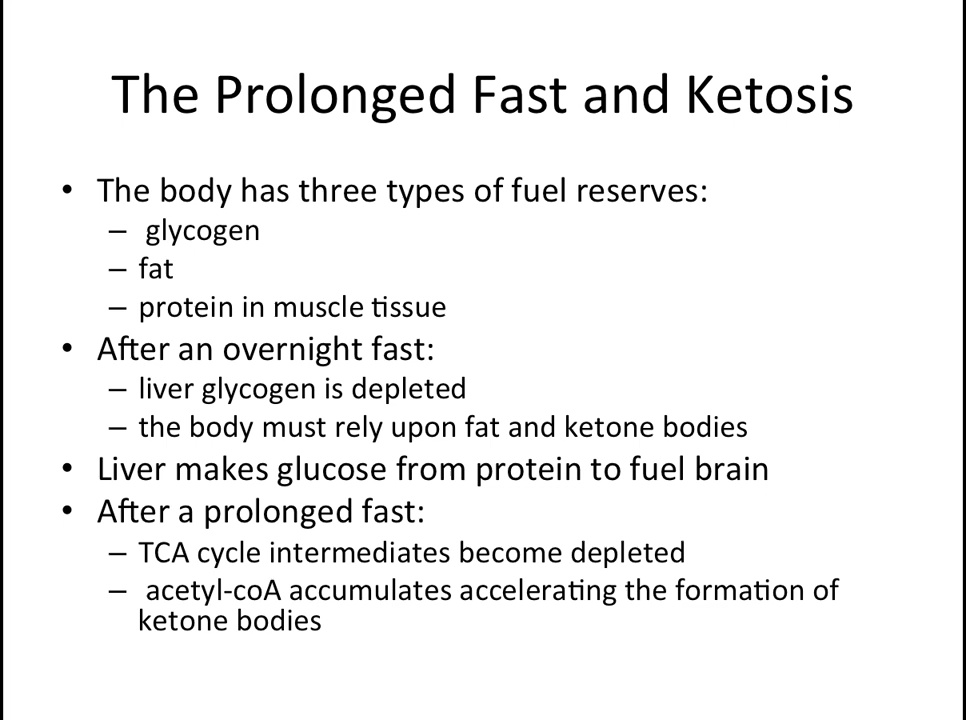 The Prolonged Fast and Ketosis
• The body has three types of fuel reserves:
– glycogen
– fat
– protein in muscle tissue
• After an overnight fast:
– liver glycogen is depleted
– the body must rely upon fat and ketone bodies
• Liver makes glucose from protein to fuel brain
• After a prolonged fast:
– TCA cycle intermediates become depleted
– acetyl-coA accumulates accelerating the formation of
ketone bodies